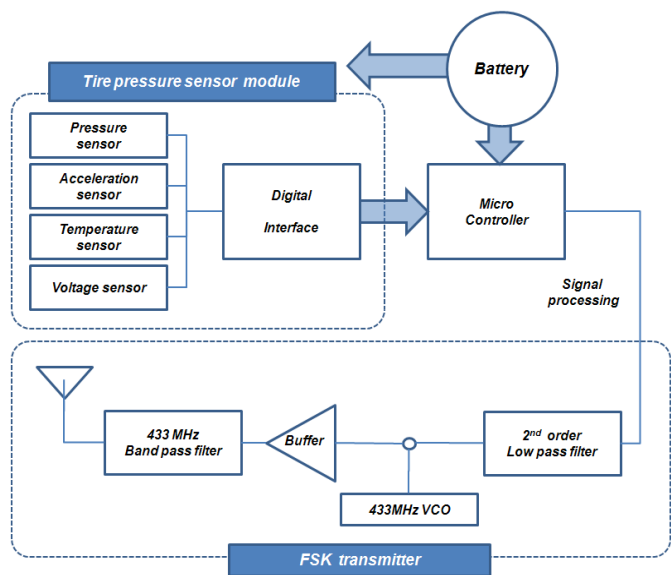 Battery
Tire pressure sensor module
Pressure
sensor
Acceleration
sensor
Temperature
sensor
Voltage sensor
Digital
Interface
Micro
Controller
Signal
processing
433 MHz
Band pass filter
Buffer
2nd order
Low pass filter
433MHz VCO
FSK transmitter